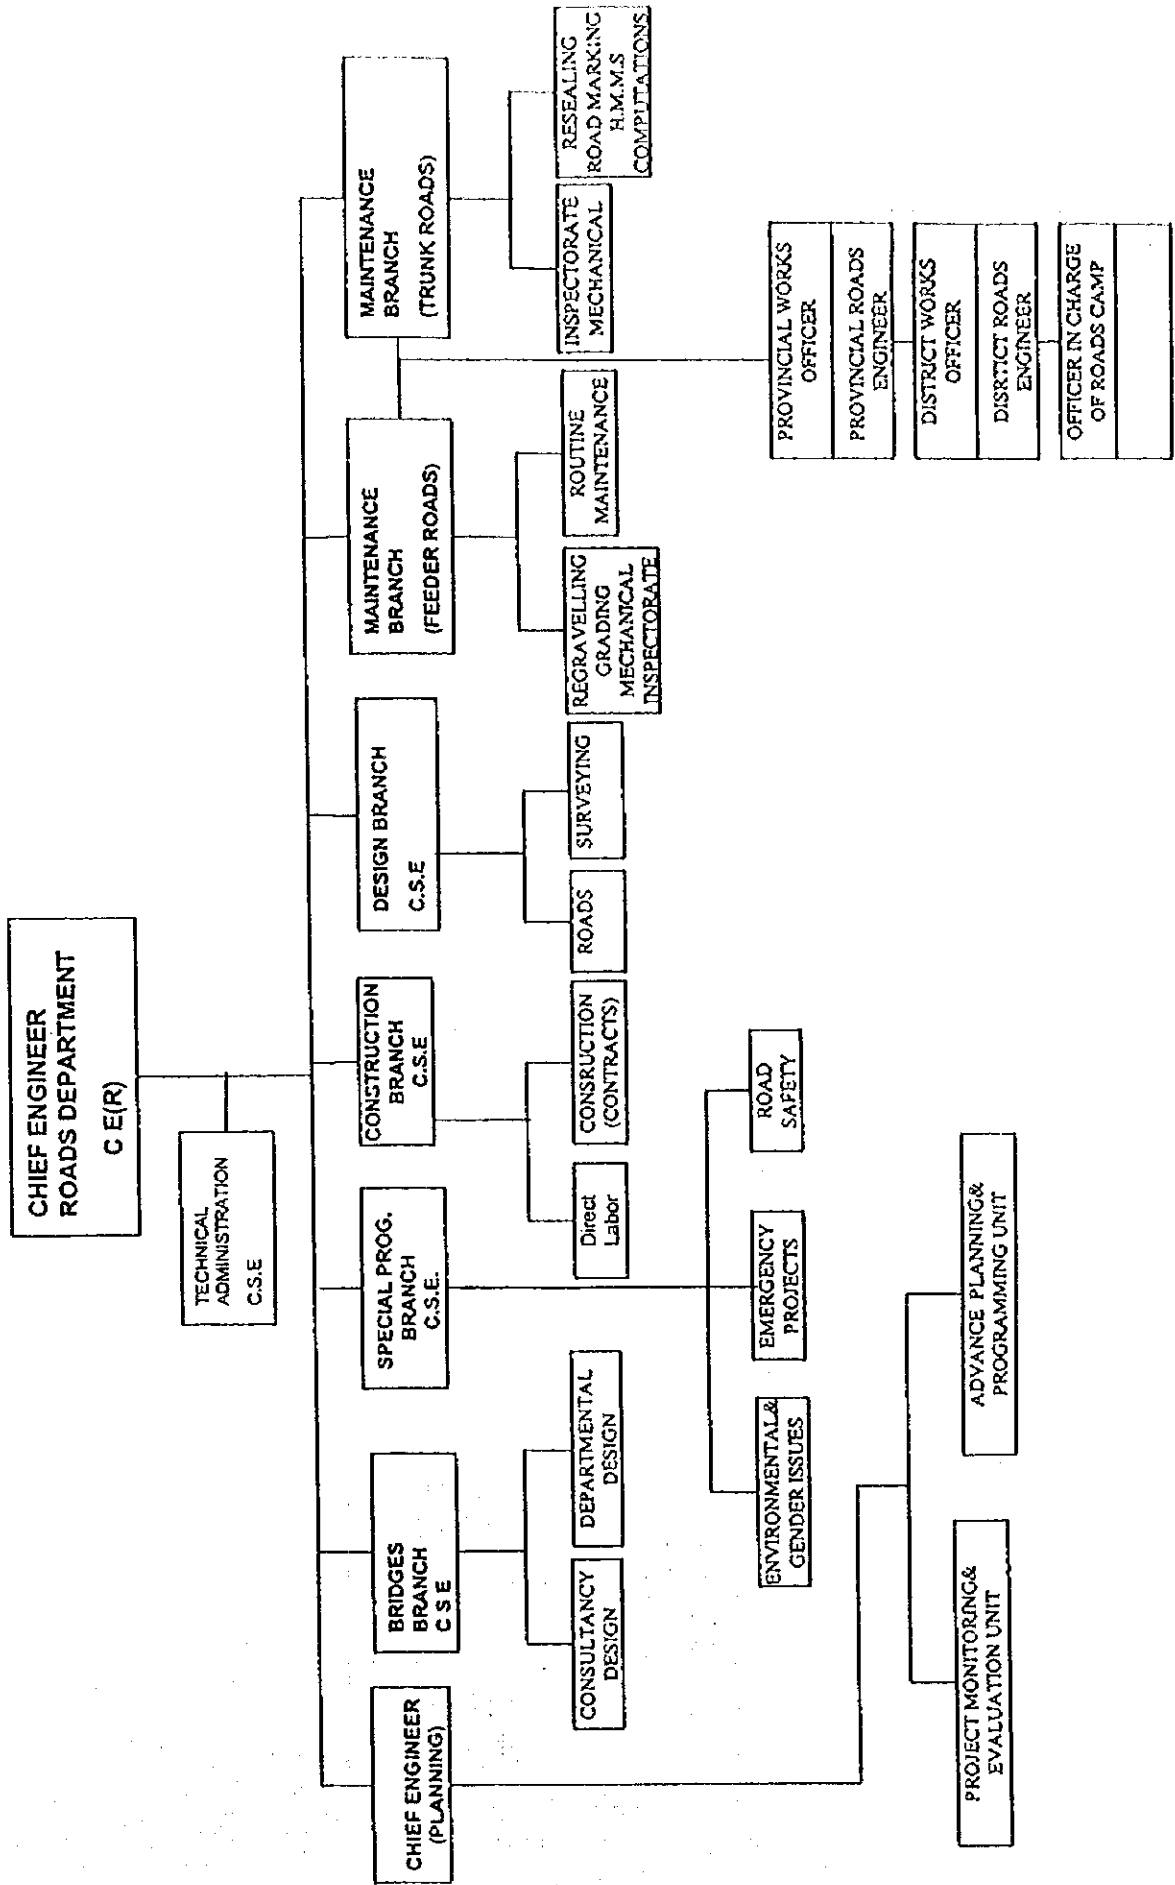 CHIEF ENGINEER
ROADS DEPARTMENT
C E(R)
TECHNICAL
ADMINISTRATION
C.S.E
CHIEF ENGINEER
(PLANNING)
BRIDGES
BRANCH
C S E
SPECIAL PROG.
BRANCH
C.S.E.
CONSTRUCTION
BRANCH
C.S.E
DESIGN BRANCH
C.S.E
MAINTENANCE
BRANCH
(FEEDER ROADS)
MAINTENANCE
BRANCH
(TRUNK ROADS)
CONSULTANCY
DESIGN
DEPARTMENTAL
DESIGN
Direct
Labor
CONSRUCTION
(CONTRACTS)
ROADS
SURVEYING
REGRAVELLING
GRADING
MECHANICAL
INSPECTORATE
ROUTINE
MAINTENANCE
INSPECTORATE
MECHANICAL
RESEALING
ROAD MARKING
H.M.M.S
COMPUTATIONS
ENVIRONMENTAL&
GENDER ISSUES
EMERGENCY
PROJECTS
ROAD
SAFETY
PROVINCIAL WORKS
OFFICER
PROVINCIAL ROADS
ENGINEER
DISTRICT WORKS
OFFICER
DISRTICT ROADS
ENGINEER
OFFICER IN CHARGE
OF ROADS CAMP
PROJECT MONITORING&
EVALUATION UNIT
ADVANCE PLANNING&
PROGRAMMING UNIT